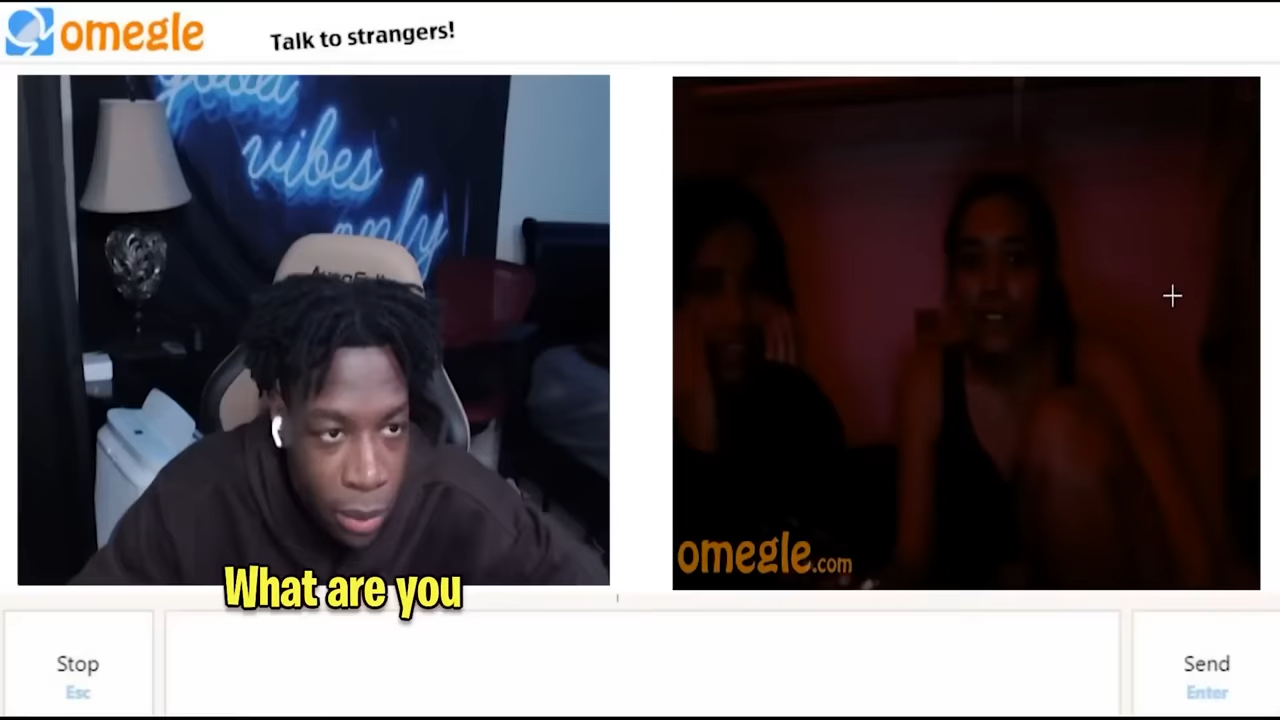 omegle
Talk to strangers!
good
vibes
only
omegle.com
What are you
Stop
Esc
Send
Enter